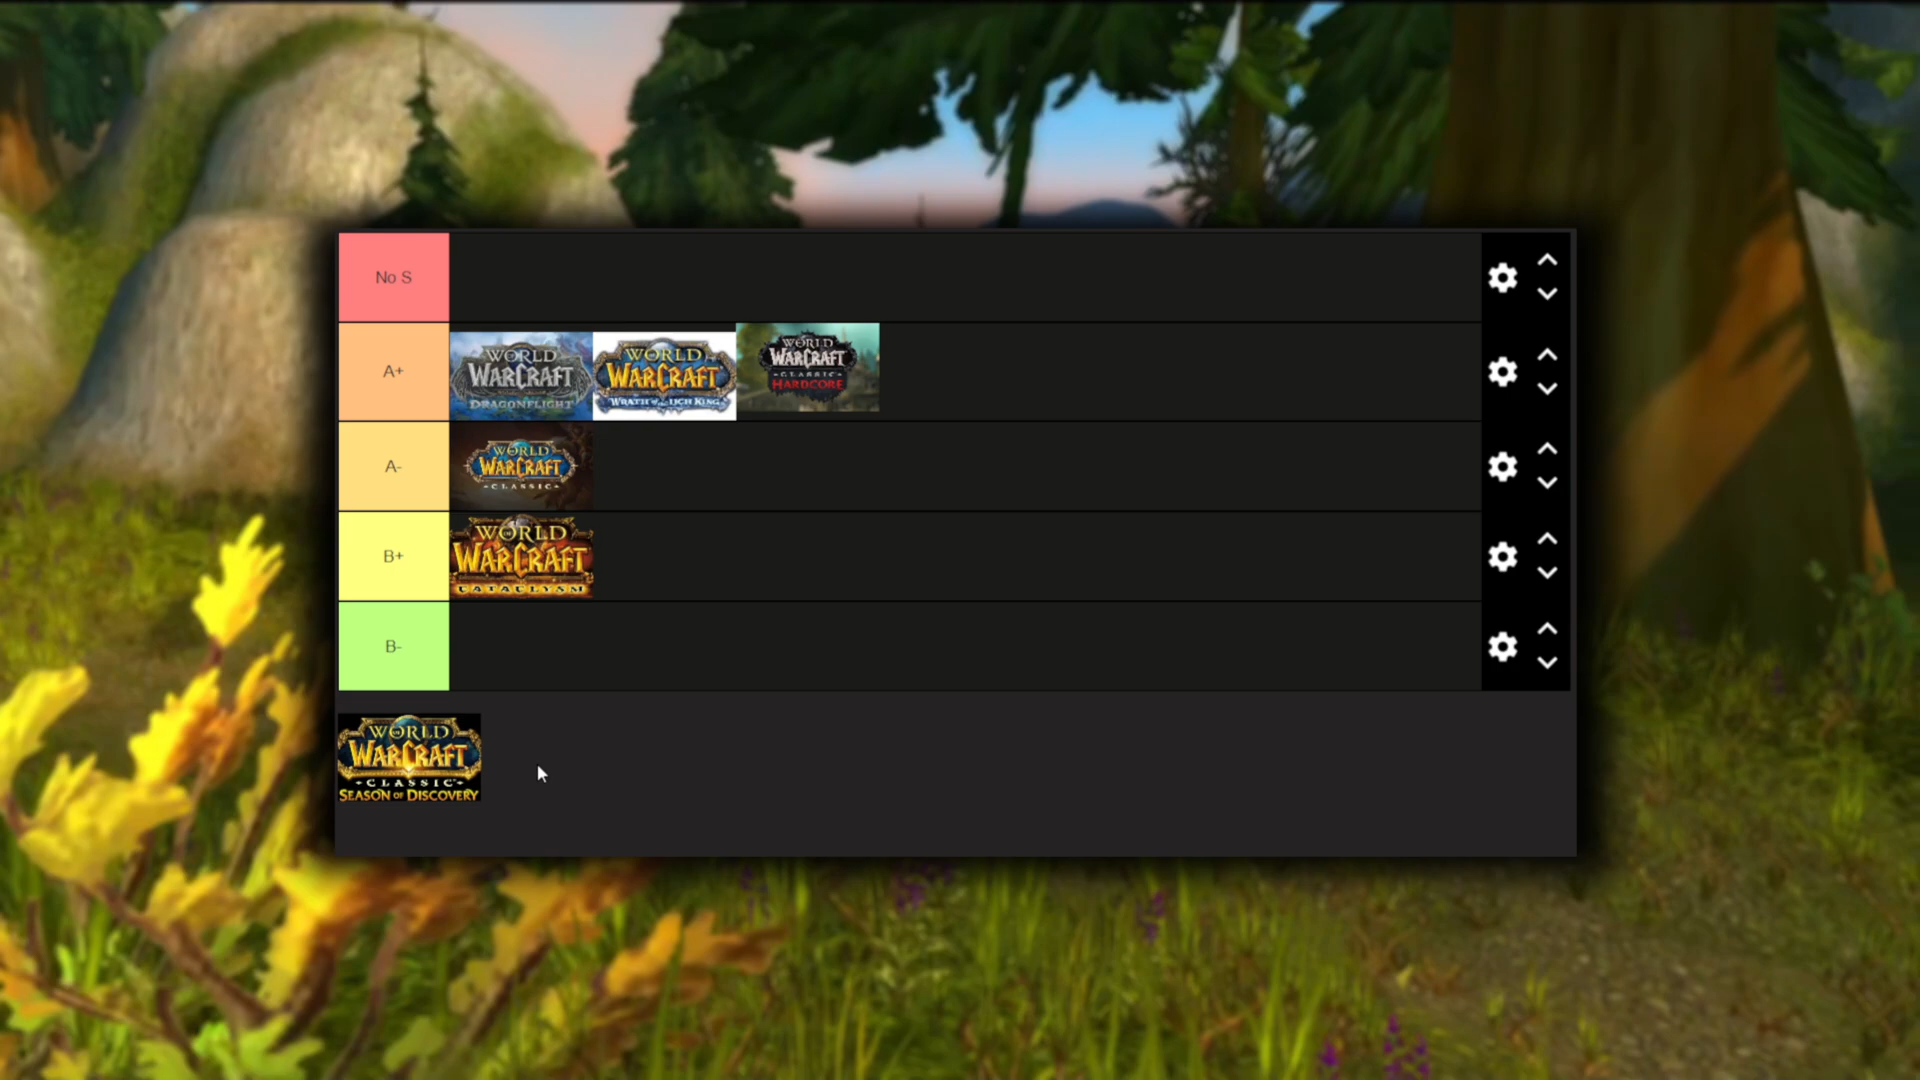 No S
A+
WORLD
WARCRAFT
DRAGONFLIGHT
WORLD
WARCRAFT
WRATH of the LICH KING
WORLD
WARCRAFT
CLASSIC
HARDCORE
A-
WORLD
WARCRAFT
CLASSIC
B+
WORLD
OF
WARCRAFT
CATACLYSM
B-
WORLD
WARCRAFT
CLASSIC
SEASON OF DISCOVERY